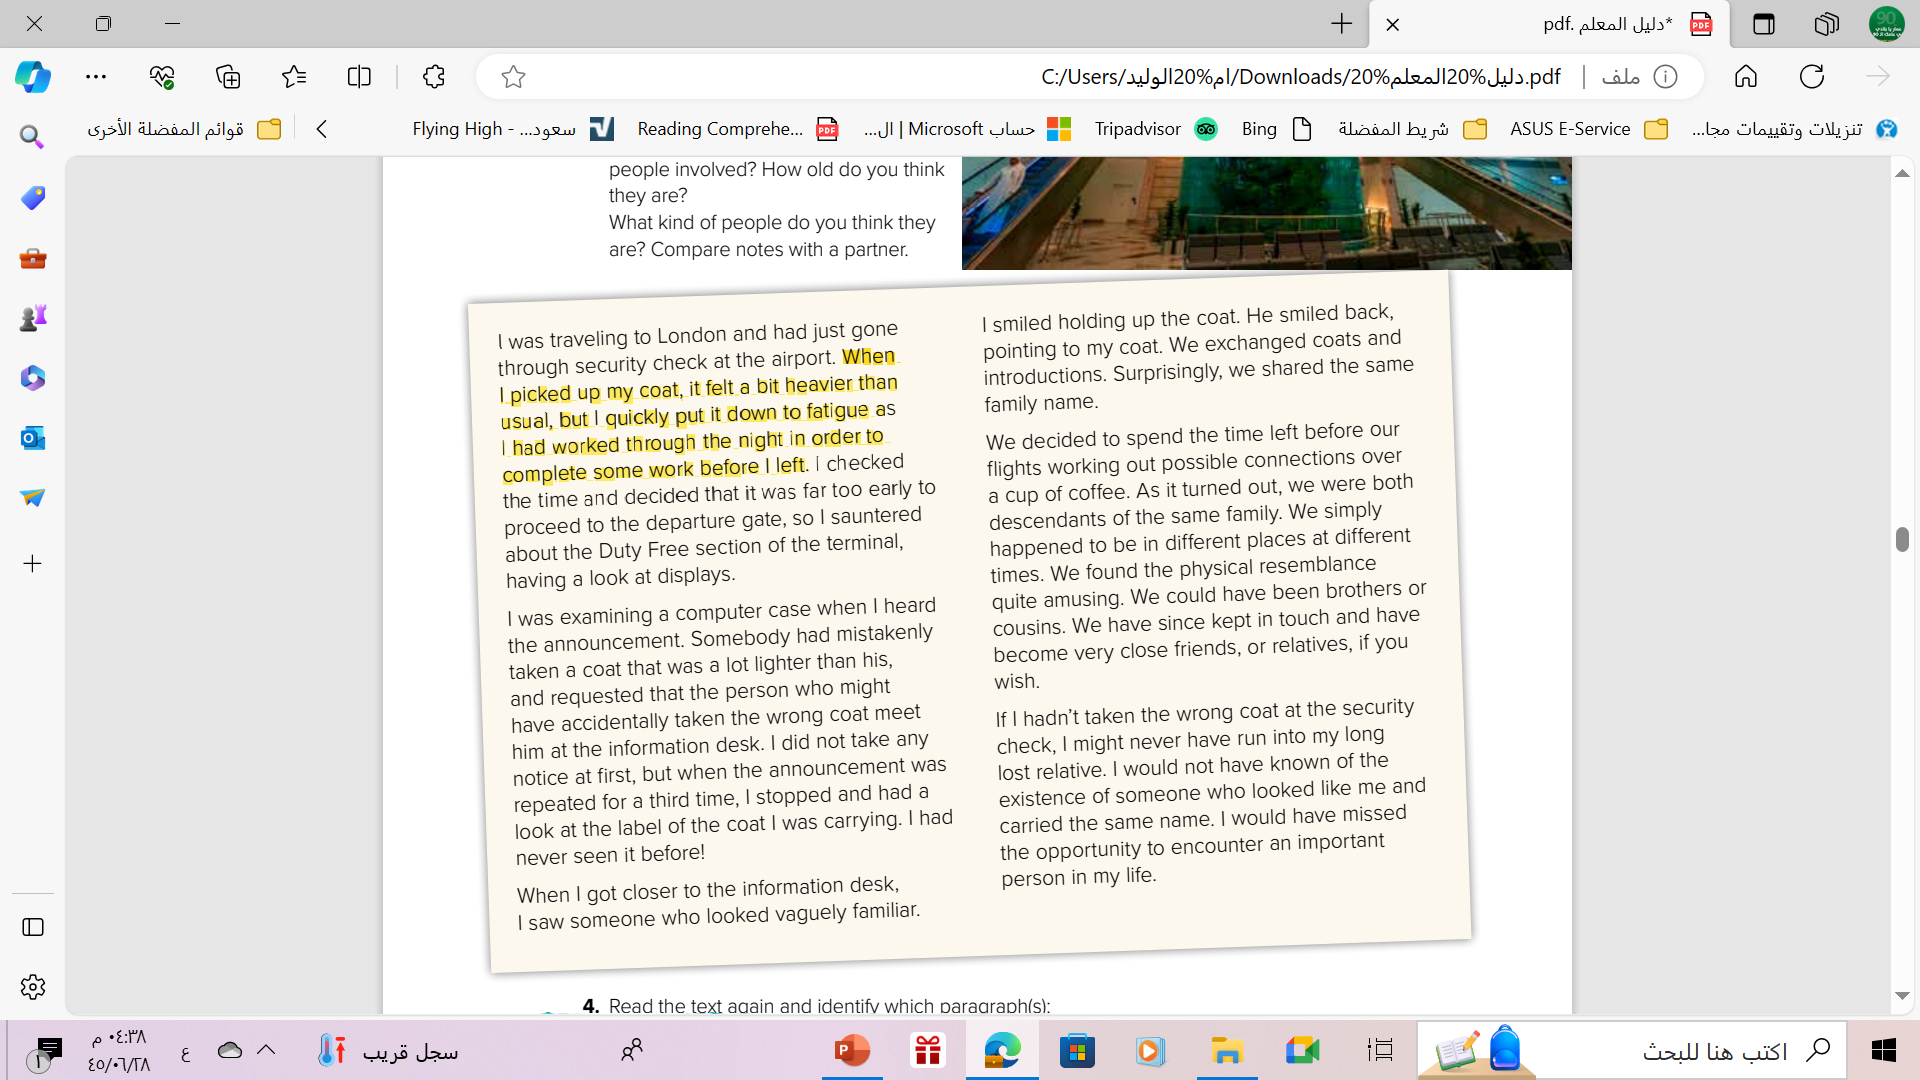 *دليل المعلم .pdf
90
C:/Users/ام%20الوليد/Downloads/دليل%20المعلم%20.pdf
ملف
تنزيلات وتقييمات مجا...
ASUS E-Service
شريط المفضلة
Bing
Tripadvisor
حساب Microsoft | ال...
Reading Comprehe...
Flying High - سعود...
قوائم المفضلة الأخرى
people involved? How old do you think
they are?
What kind of people do you think they
are? Compare notes with a partner.
I was traveling to London and had just gone
through security check at the airport. When
I picked up my coat, it felt a bit heavier than
usual, but I quickly put it down to fatigue as
I had worked through the night in order to
complete some work before I left. I checked
the time and decided that it was far too early to
proceed to the departure gate, so I sauntered
about the Duty Free section of the terminal,
having a look at displays.
I was examining a computer case when I heard
the announcement. Somebody had mistakenly
taken a coat that was a lot lighter than his,
and requested that the person who might
have accidentally taken the wrong coat meet
him at the information desk. I did not take any
notice at first, but when the announcement was
repeated for a third time, I stopped and had a
look at the label of the coat I was carrying. I had
never seen it before!
When I got closer to the information desk,
I saw someone who looked vaguely familiar.
I smiled holding up the coat. He smiled back,
pointing to my coat. We exchanged coats and
introductions. Surprisingly, we shared the same
family name.
We decided to spend the time left before our
flights working out possible connections over
a cup of coffee. As it turned out, we were both
descendants of the same family. We simply
happened to be in different places at different
times. We found the physical resemblance
quite amusing. We could have been brothers or
cousins. We have since kept in touch and have
become very close friends, or relatives, if you
wish.
If I hadn't taken the wrong coat at the security
check, I might never have run into my long
lost relative. I would not have known of the
existence of someone who looked like me and
carried the same name. I would have missed
the opportunity to encounter an important
person in my life.
4. Read the text again and identify which paragraph(s):
اكتب هنا للبحث
سجل قريب
ع
٠٤:٣٨ م
٤٥/٠٦/٢٨
١